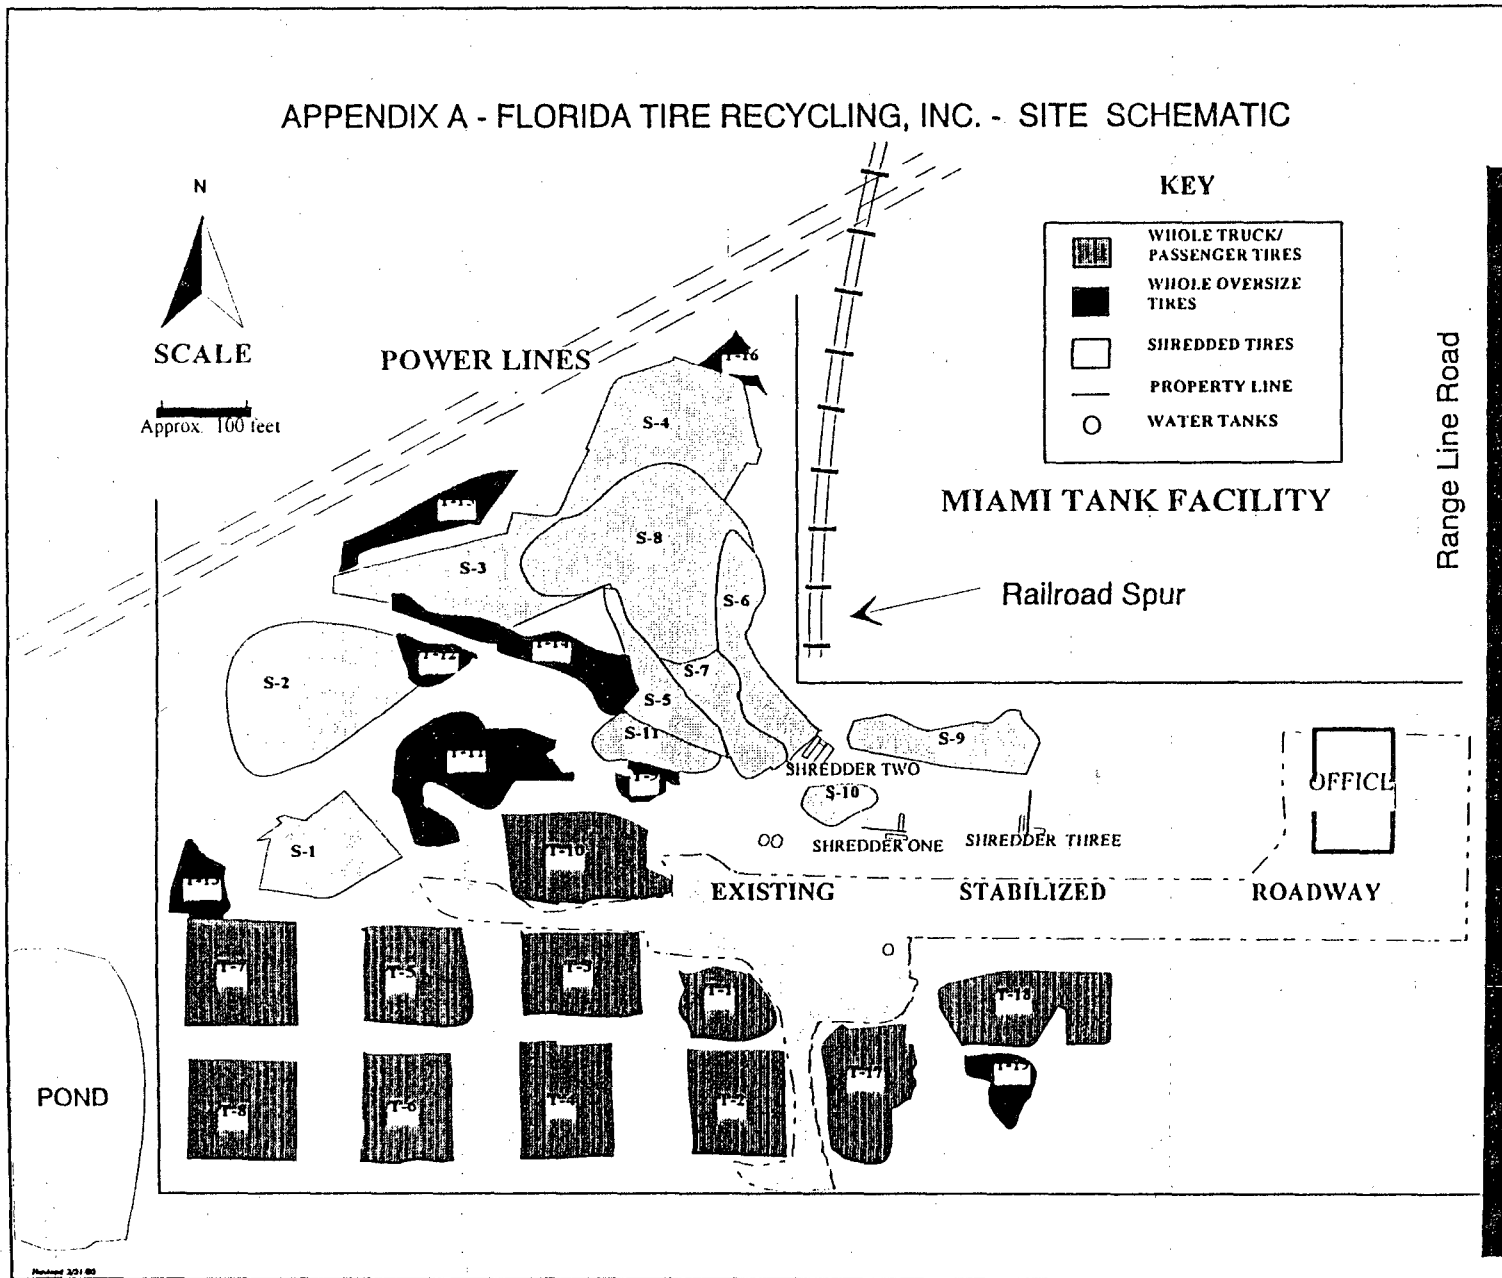 APPENDIX A - FLORIDA TIRE RECYCLING, INC. - SITE SCHEMATIC
N
SCALE
Approx. 100 feet
POWER LINES
KEY
WHOLE TRUCK/
PASSENGER TIRES
WHOLE OVERSIZE
TIRES
SHREDDED TIRES
PROPERTY LINE
WATER TANKS
MIAMI TANK FACILITY
Range Line Road
Railroad Spur
T-16
S-4
S-8
S-3
S-6
T-14
T-12
S-2
S-7
S-5
S-11
S-9
T-11
T-9
SHREDDER TWO
S-10
OFFICE
S-1
T-10
SHREDDER ONE
SHREDDER THREE
EXISTING
STABILIZED
ROADWAY
T-7
T-5
T-3
T-1
T-18
T-17
T-19
POND
T-8
T-6
T-4
T-2